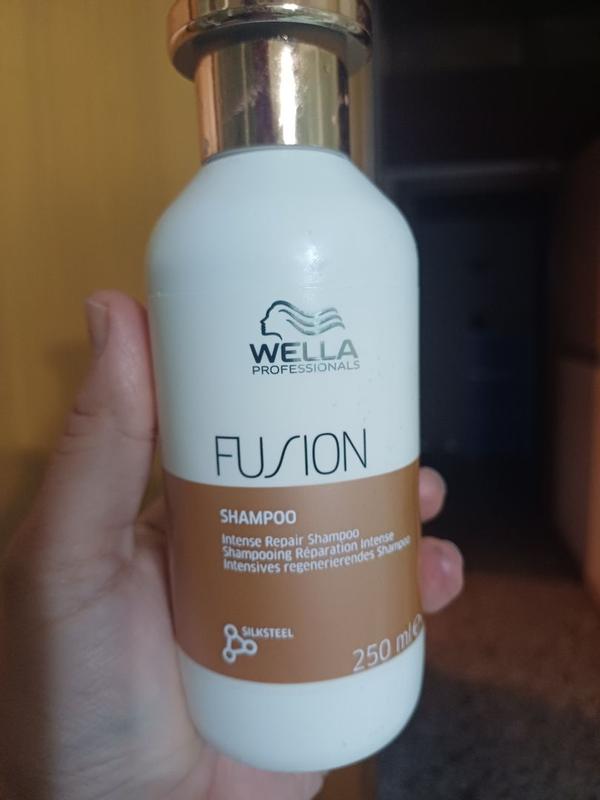 WELLA
PROFESSIONALS
FUSION
SHAMPOO
Intense Repair Shampoo
Shampooing Réparation Intense
Intensives regenerierendes Shampoo
SILKSTEEL
250 ml ℮